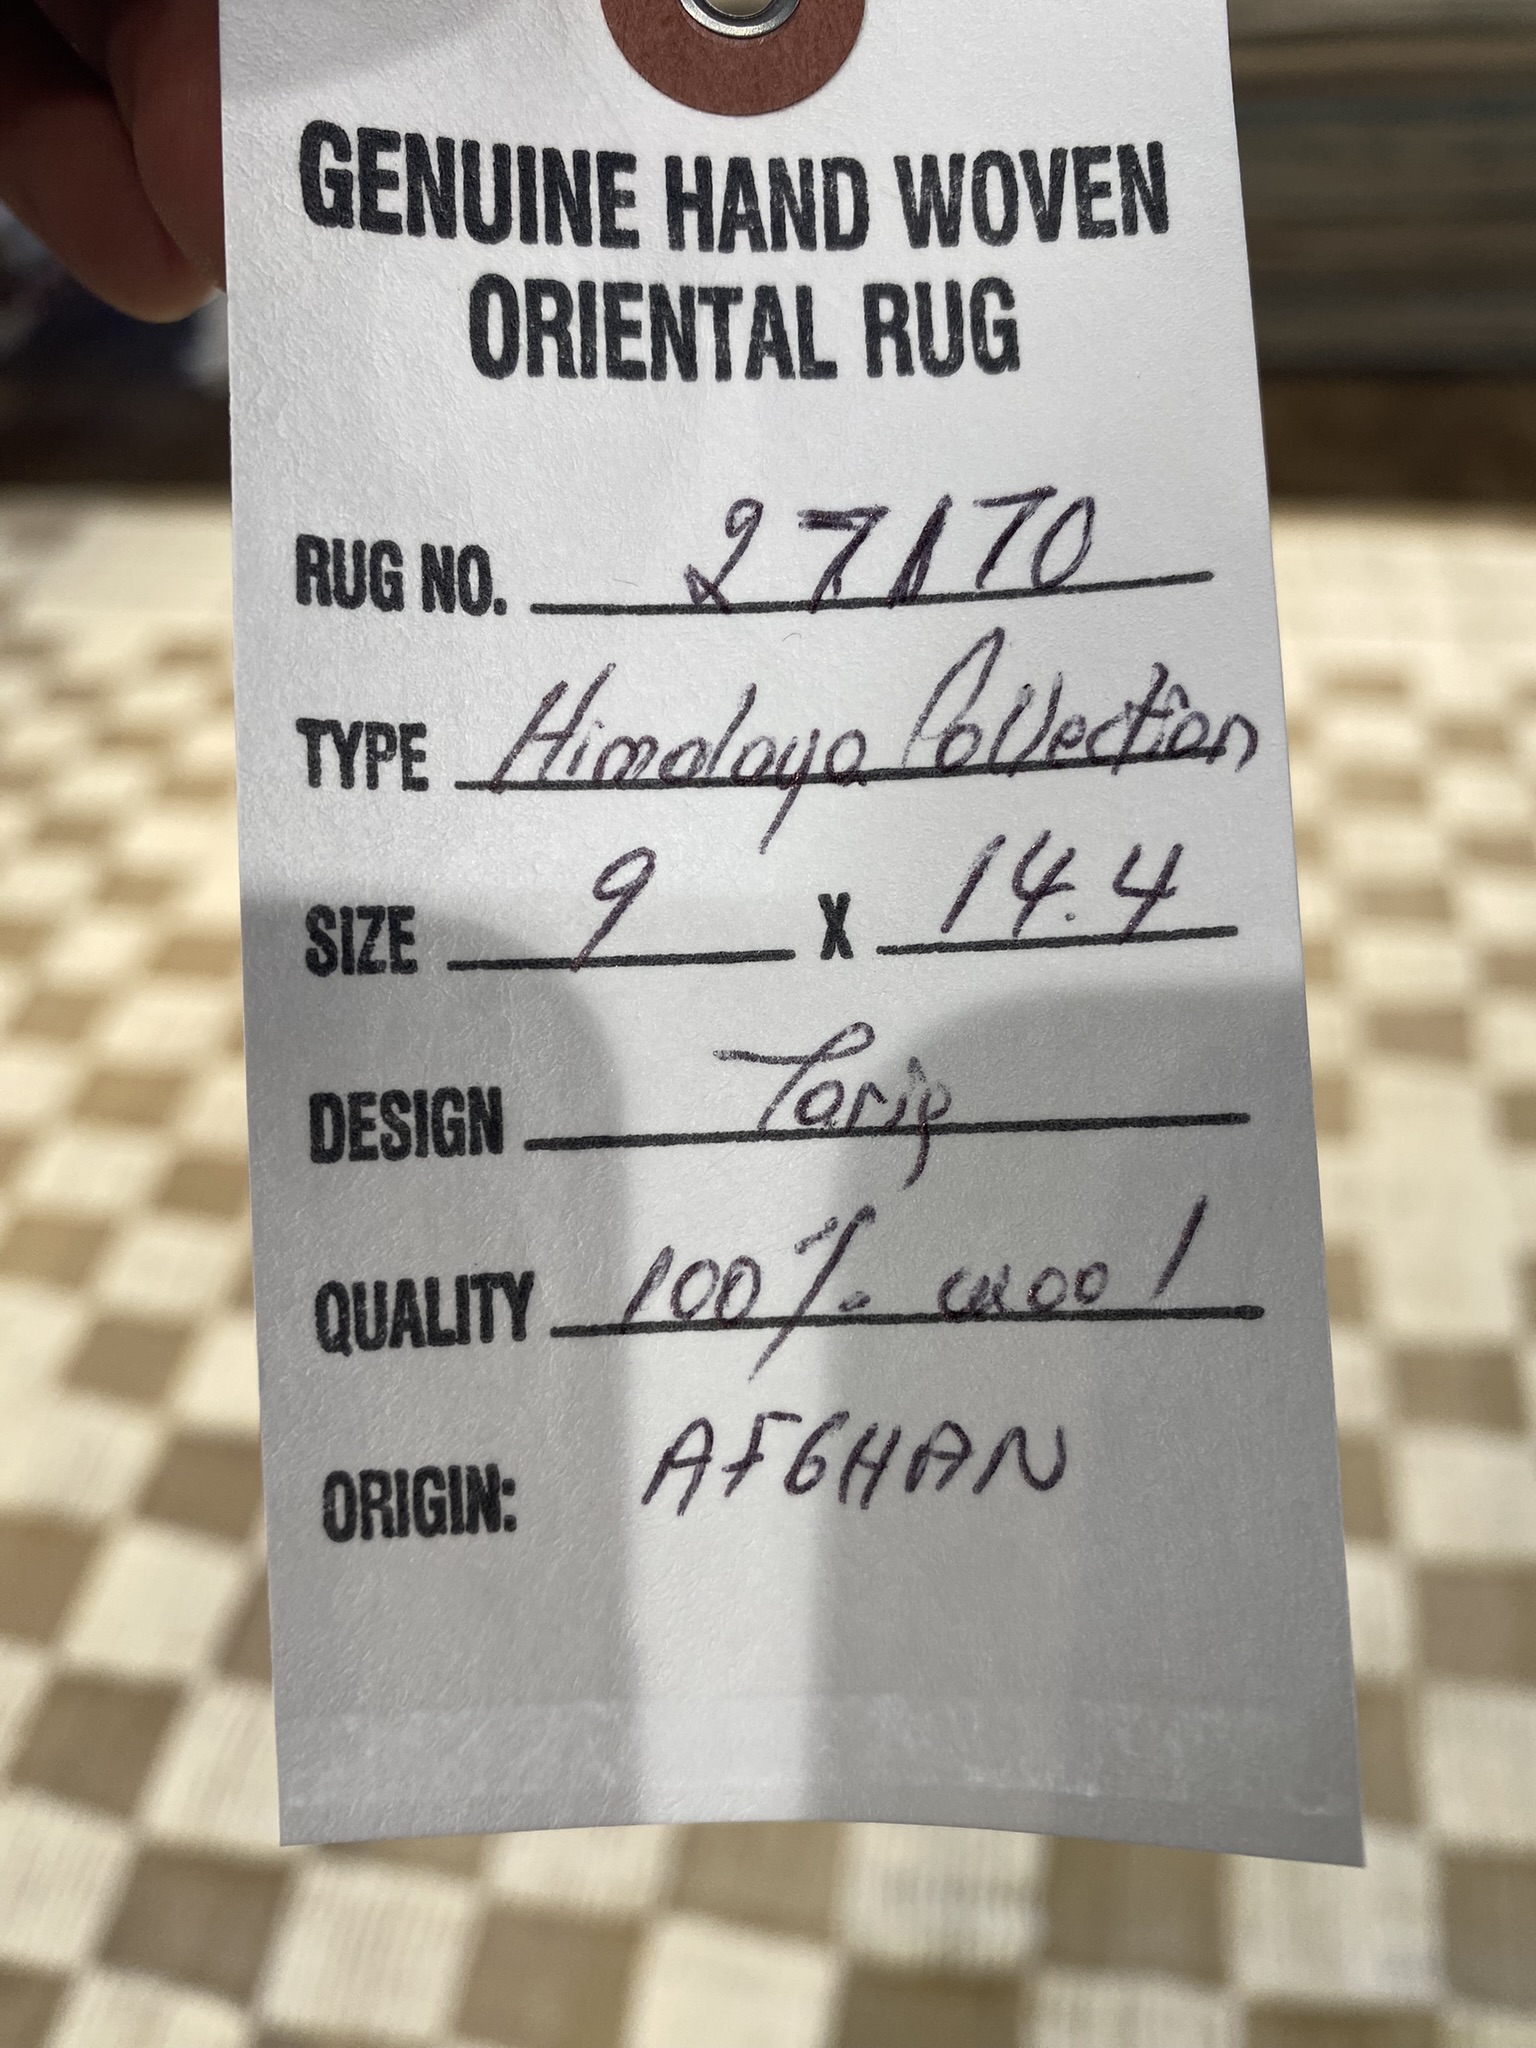 GENUINE HAND WOVEN
ORIENTAL RUG
RUG NO. 27170
TYPE Himalaya Collection
SIZE 9 X 14.4
DESIGN Tariq
QUALITY 100% wool
ORIGIN: AFGHAN